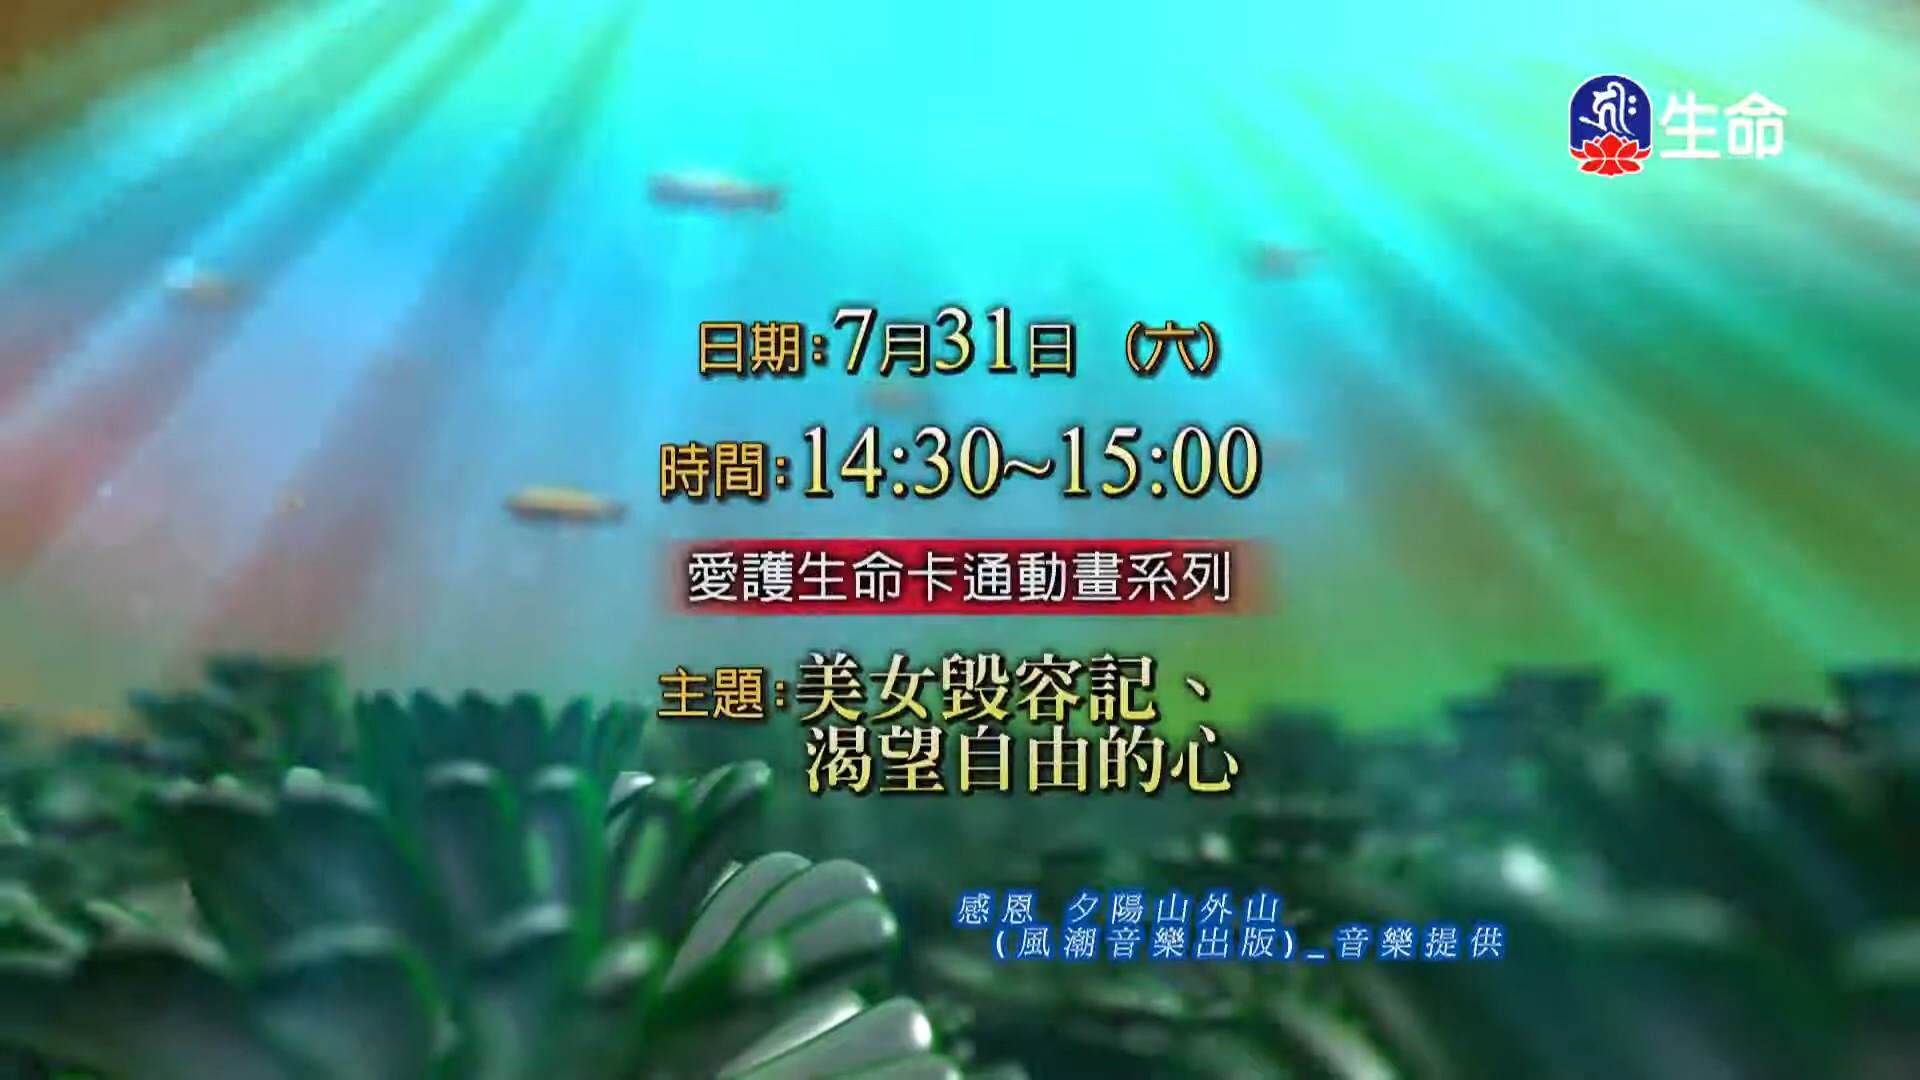 生命
日期:7月31日 (六)
時間:14:30~15:00
愛護生命卡通動畫系列
主題:美女毀容記、
渴望自由的心
感恩 夕陽山外山
(風潮音樂出版)_音樂提供